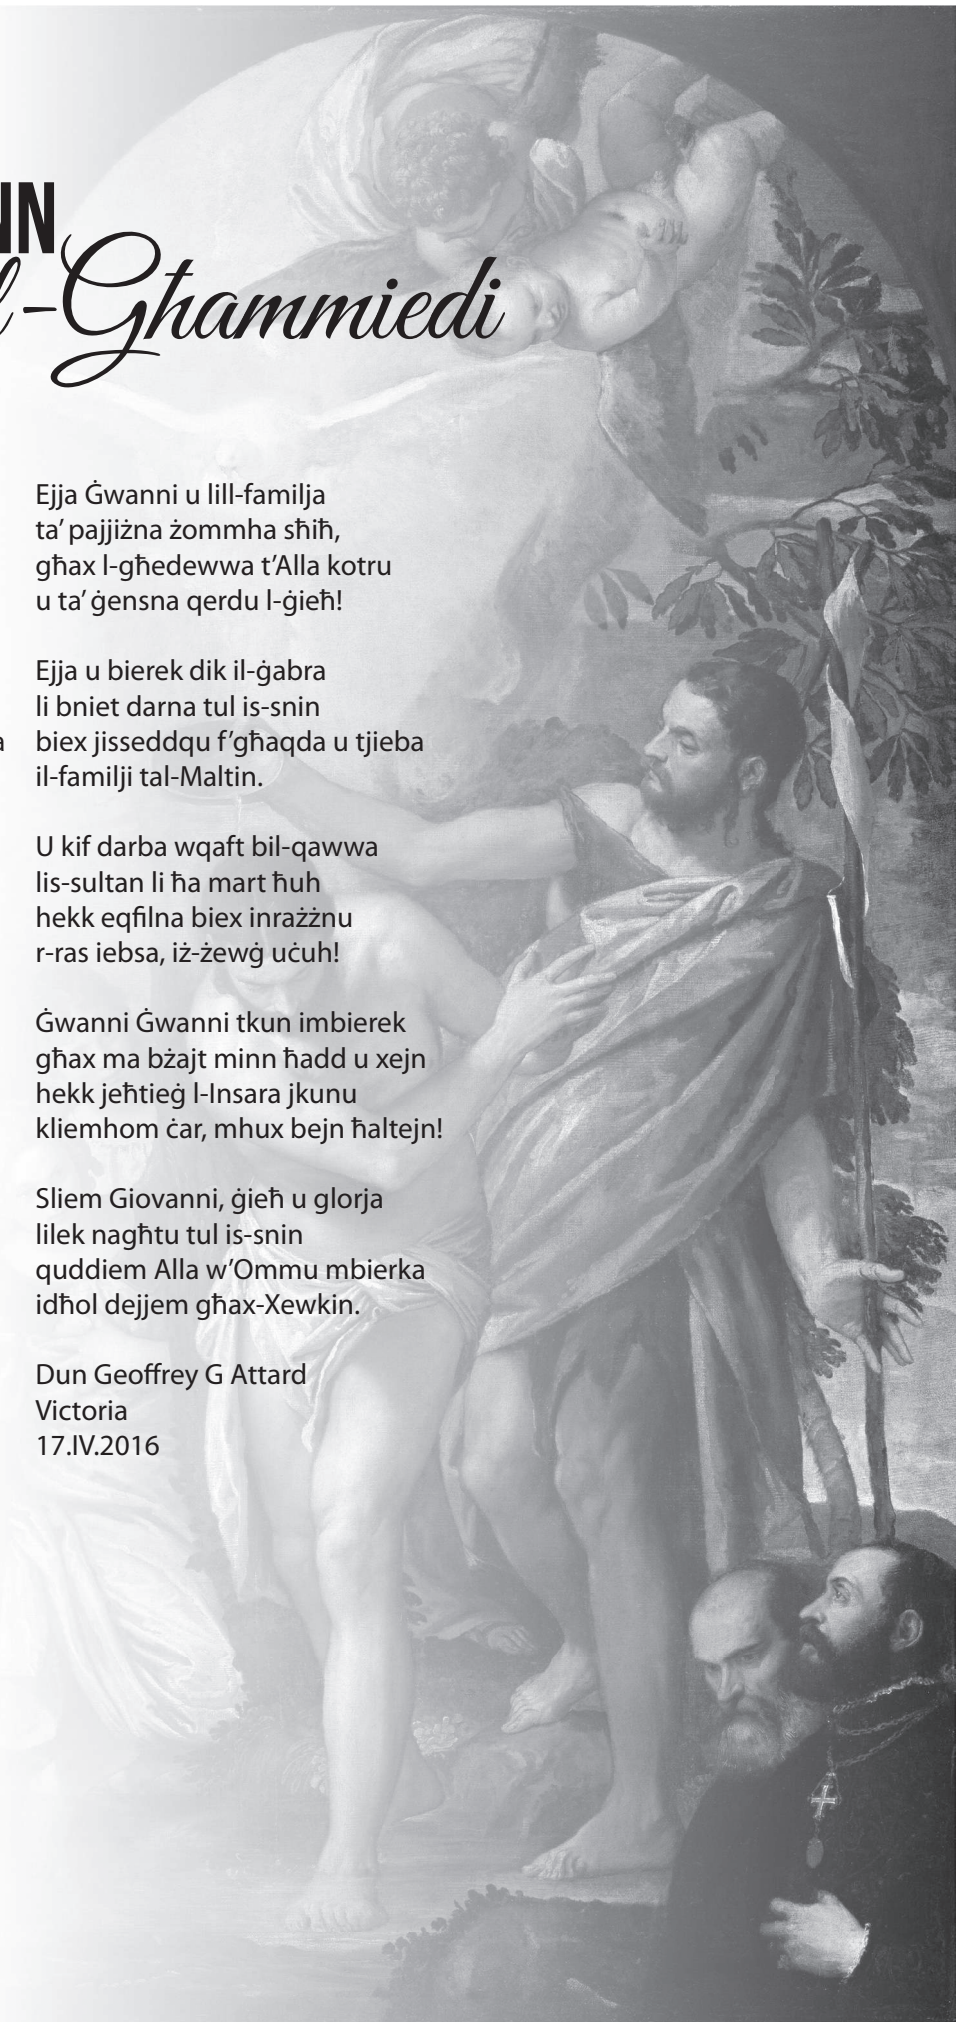 NN
-Għammiedi
Ejja Ġwanni u lill-familja
ta’ pajjiżna żommha sħiħ,
għax l-għedewwa t’Alla kotru
u ta’ ġensna qerdu l-ġieħ!
Ejja u bierek dik il-ġabra
li bniet darna tul is-snin
biex jisseddqu f’għaqda u tjieba
il-familji tal-Maltin.
U kif darba wqaft bil-qawwa
lis-sultan li ħa mart ħuh
hekk eqfilna biex inrażżnu
r-ras iebsa, iż-żewġ uċuh!
Ġwanni Ġwanni tkun imbierek
għax ma bżajt minn ħadd u xejn
hekk jeħtieġ l-Insara jkunu
kliemhom ċar, mhux bejn ħaltejn!
Sliem Giovanni, ġieħ u glorja
lilek nagħtu tul is-snin
quddiem Alla w’Ommu mbierka
idħol dejjem għax-Xewkin.
Dun Geoffrey G Attard
Victoria
17.IV.2016